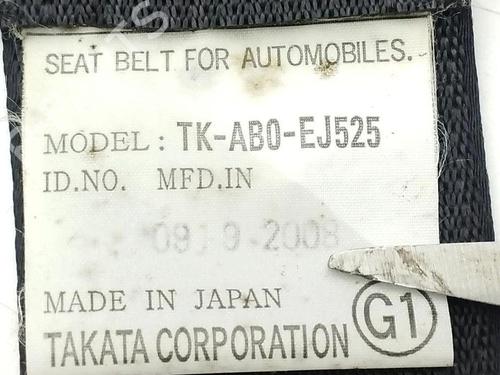 SEAT BELT FOR AUTOMOBILES.
MODEL: TK-AB0-EJ525
ID.NO. MFD.IN
0819-2008
MADE IN JAPAN
TAKATA CORPORATION G1